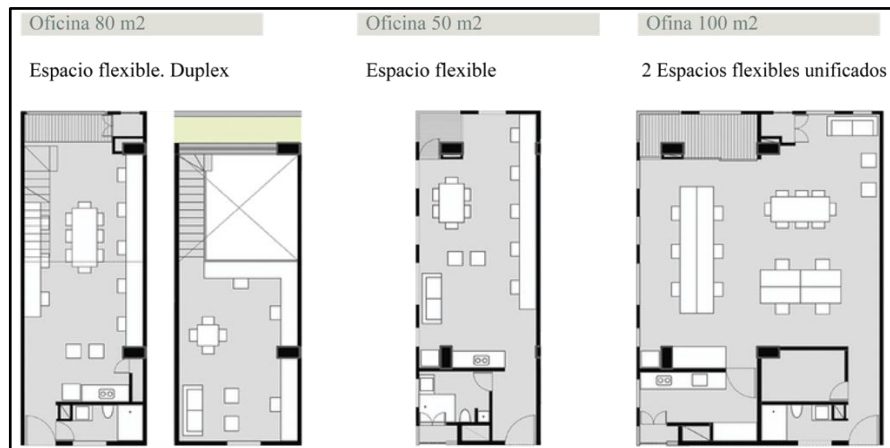 Oficina 80 m2
Espacio flexible. Duplex
Oficina 50 m2
Espacio flexible
Ofina 100 m2
2 Espacios flexibles unificados